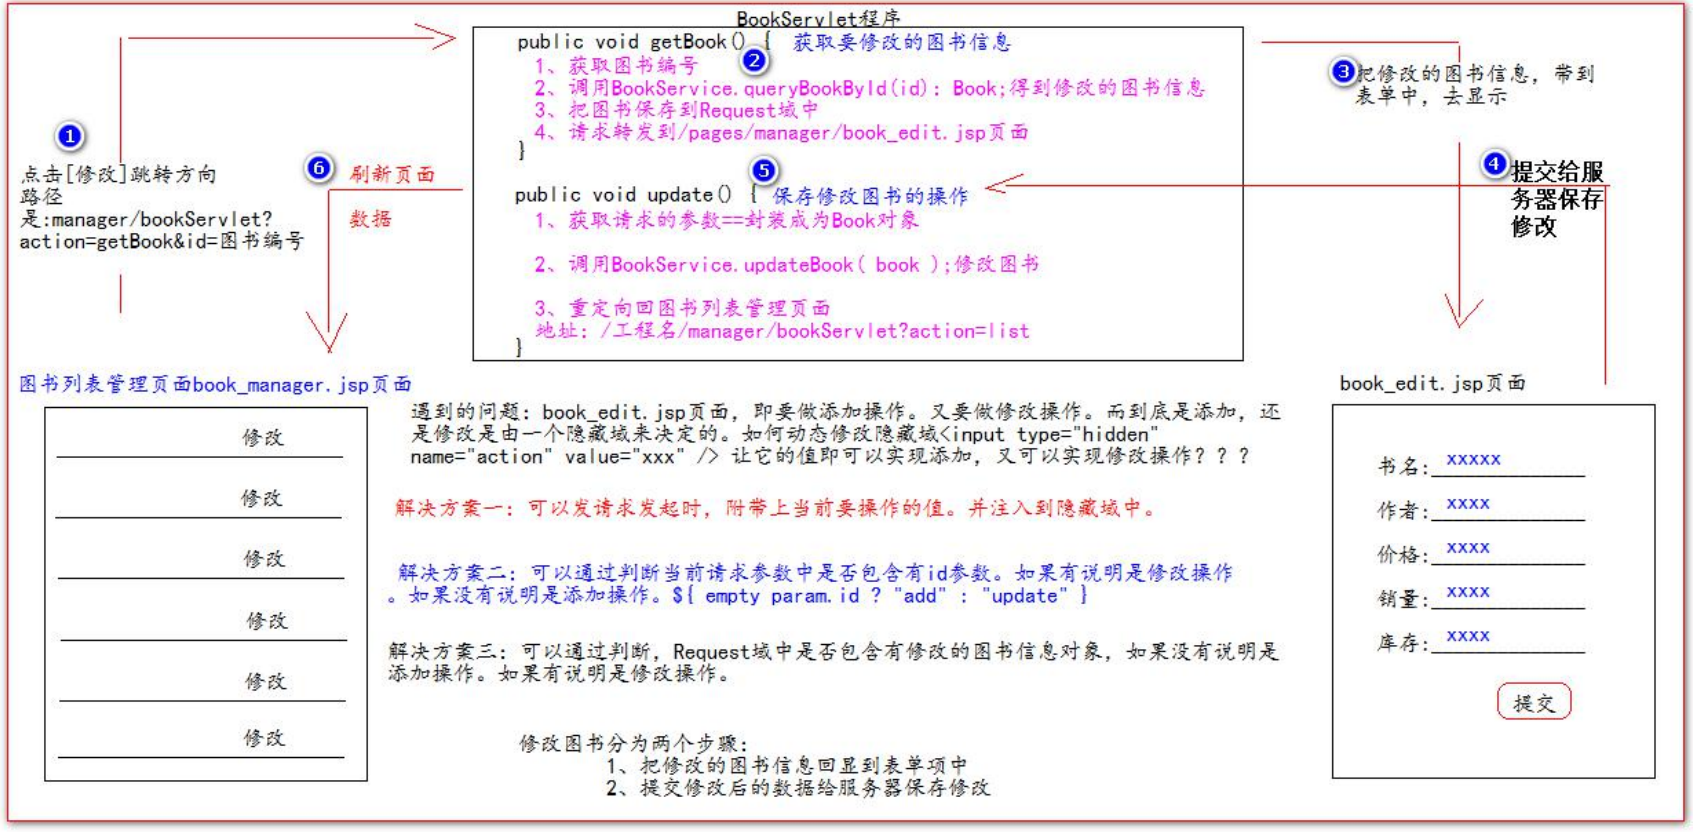 BookServlet程序
public void getBook() { 获取要修改的图书信息
2
1、获取图书编号
2、调用BookService.queryBookById(id): Book;得到修改的图书信息
3、把图书保存到Request域中
4、请求转发到/pages/manager/book_edit.jsp页面
}
5
public void update() { 保存修改图书的操作
1、获取请求的参数==封装成为Book对象
2、调用BookService.updateBook( book );修改图书
3、重定向回图书列表管理页面
地址: /工程名/manager/bookServlet?action=list
}
1
点击[修改]跳转方向
路径
是:manager/bookServlet?
action=getBook&id=图书编号
6 刷新页面
数据
3 把修改的图书信息, 带到
表单中, 去显示
4 提交给服
务器保存
修改
图书列表管理页面book_manager.jsp页面
修改
修改
修改
修改
修改
修改
遇到的问题: book_edit.jsp页面, 即要做添加操作。又要做修改操作。而到底是添加, 还
是修改是由一个隐藏域来决定的。如何动态修改隐藏域<input type="hidden"
name="action" value="xxx" /> 让它的值即可以实现添加, 又可以实现修改操作? ? ?
解决方案一: 可以发请求发起时, 附带上当前要操作的值。并注入到隐藏域中。
解决方案二: 可以通过判断当前请求参数中是否包含有id参数。如果有说明是修改操作
。如果没有说明是添加操作。${ empty param.id ? "add" : "update" }
解决方案三: 可以通过判断, Request域中是否包含有修改的图书信息对象, 如果没有说明是
添加操作。如果有说明是修改操作。
修改图书分为两个步骤:
1、把修改的图书信息回显到表单项中
2、提交修改后的数据给服务器保存修改
book_edit.jsp页面
书名: xxxxx
作者: xxxx
价格: xxxx
销量: xxxx
库存: xxxx
提交